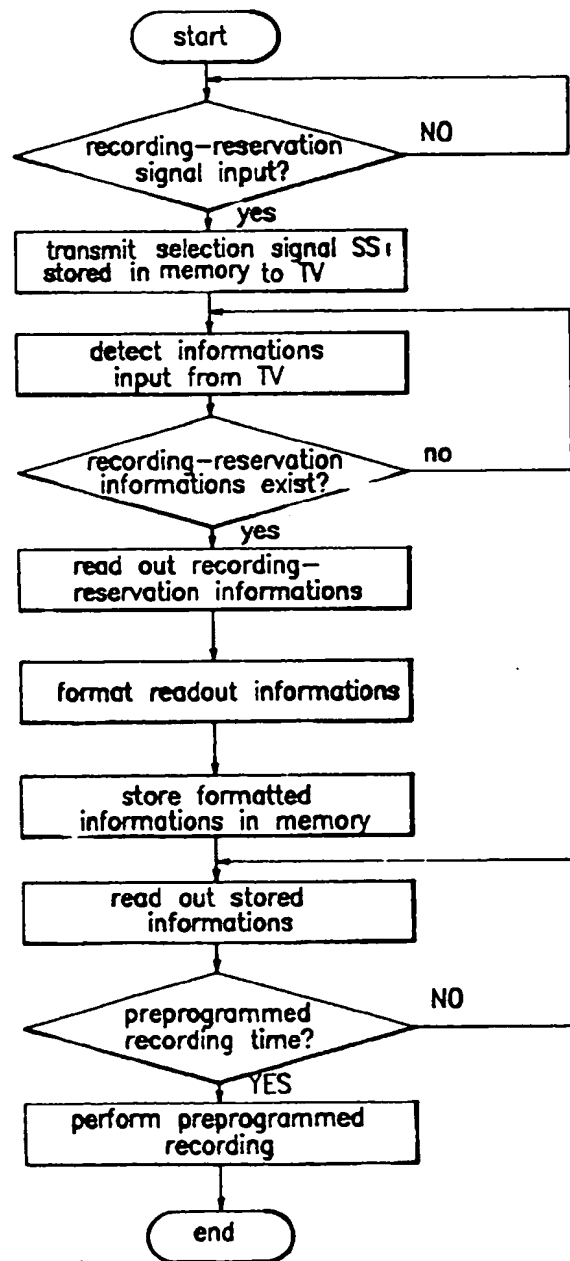 start
recording-reservation
signal input?
NO
yes
transmit selection signal SS1
stored in memory to TV
detect informations
input from TV
recording-reservation
informations exist?
no
yes
read out recording-
reservation informations
format readout informations
store formatted
informations in memory
read out stored
informations
preprogrammed
recording time?
NO
YES
perform preprogrammed
recording
end